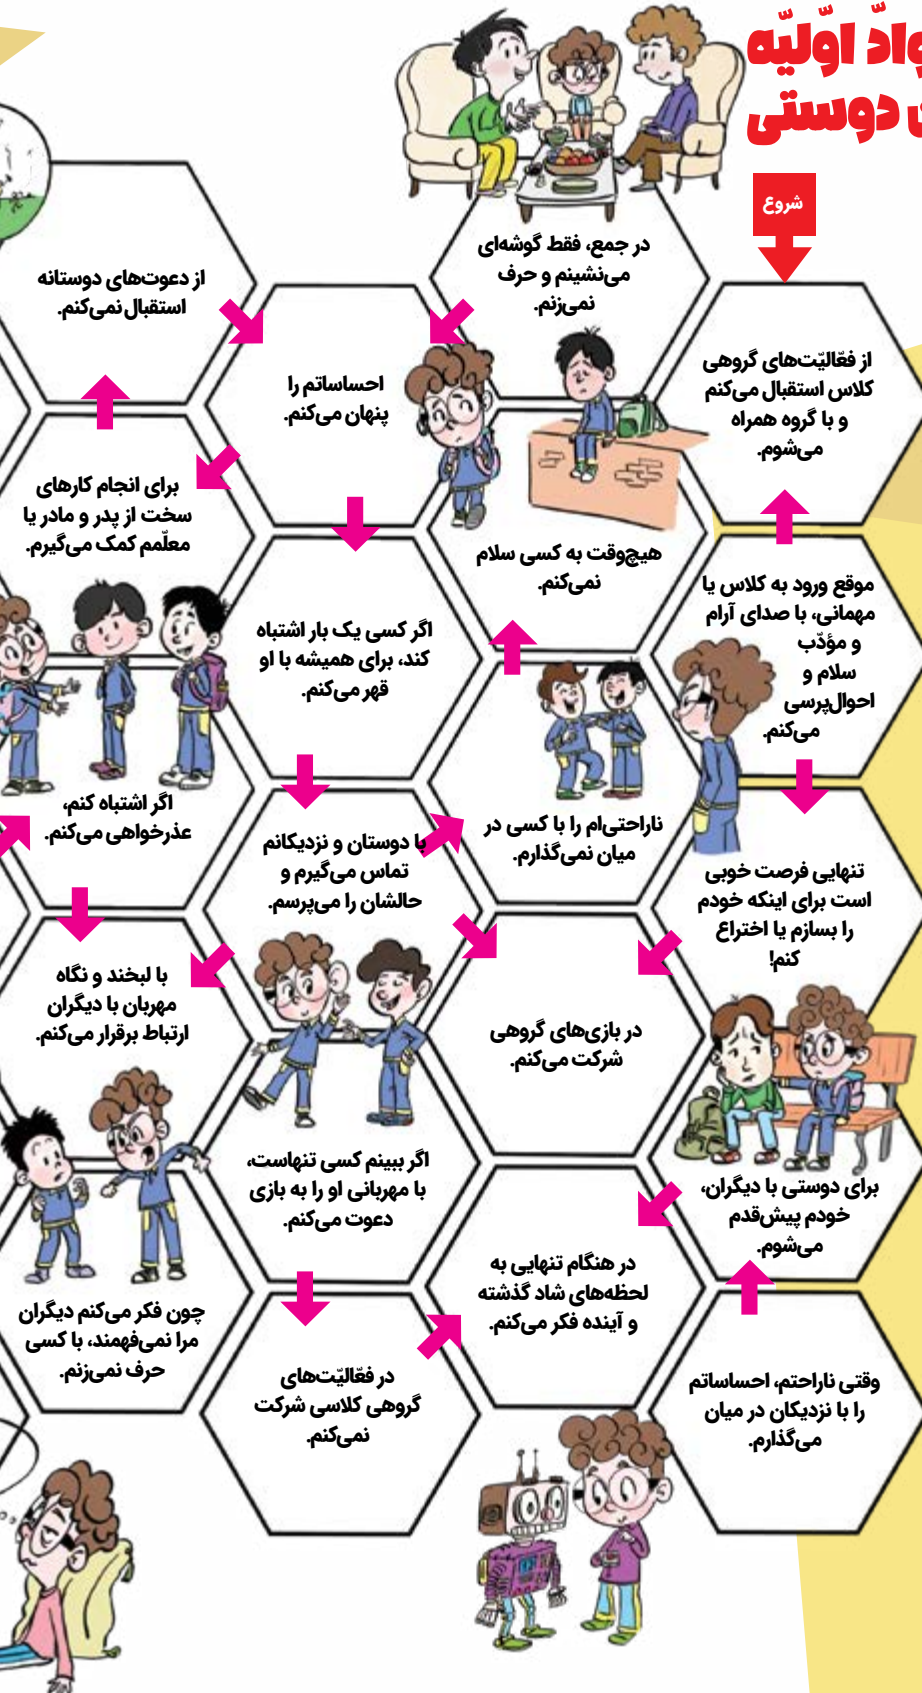 اوّلیّه
دوستی
شروع
از فعّالیّت‌های گروهی
کلاس استقبال می‌کنم
و با گروه همراه
می‌شوم.
موقع ورود به کلاس یا
مهمانی، با صدای آرام
و مؤدّب
سلام و
احوال‌پرسی
می‌کنم.
تنهایی فرصت خوبی
است برای اینکه خودم
را بسازم یا اختراع
کنم!
برای دوستی با دیگران،
خودم پیش‌قدم
می‌شوم.
وقتی ناراحتم، احساساتم
را با نزدیکان در میان
می‌گذارم.
در جمع، فقط گوشه‌ای
می‌نشینم و حرف
نمی‌زنم.
هیچ‌وقت به کسی سلام
نمی‌کنم.
ناراحتی‌ام را با کسی در
میان نمی‌گذارم.
در بازی‌های گروهی
شرکت می‌کنم.
در هنگام تنهایی به
لحظه‌های شاد گذشته
و آینده فکر می‌کنم.
احساساتم را
پنهان می‌کنم.
اگر کسی یک بار اشتباه
کند، برای همیشه با او
قهر می‌کنم.
با دوستان و نزدیکانم
تماس می‌گیرم و
حالشان را می‌پرسم.
اگر ببینم کسی تنهاست،
با مهربانی او را به بازی
دعوت می‌کنم.
در فعّالیّت‌های
گروهی کلاسی شرکت
نمی‌کنم.
از دعوت‌های دوستانه
استقبال نمی‌کنم.
برای انجام کارهای
سخت از پدر و مادر یا
معلّمم کمک می‌گیرم.
اگر اشتباه کنم،
عذرخواهی می‌کنم.
با لبخند و نگاه
مهربان با دیگران
ارتباط برقرار می‌کنم.
چون فکر می‌کنم دیگران
مرا نمی‌فهمند، با کسی
حرف نمی‌زنم.